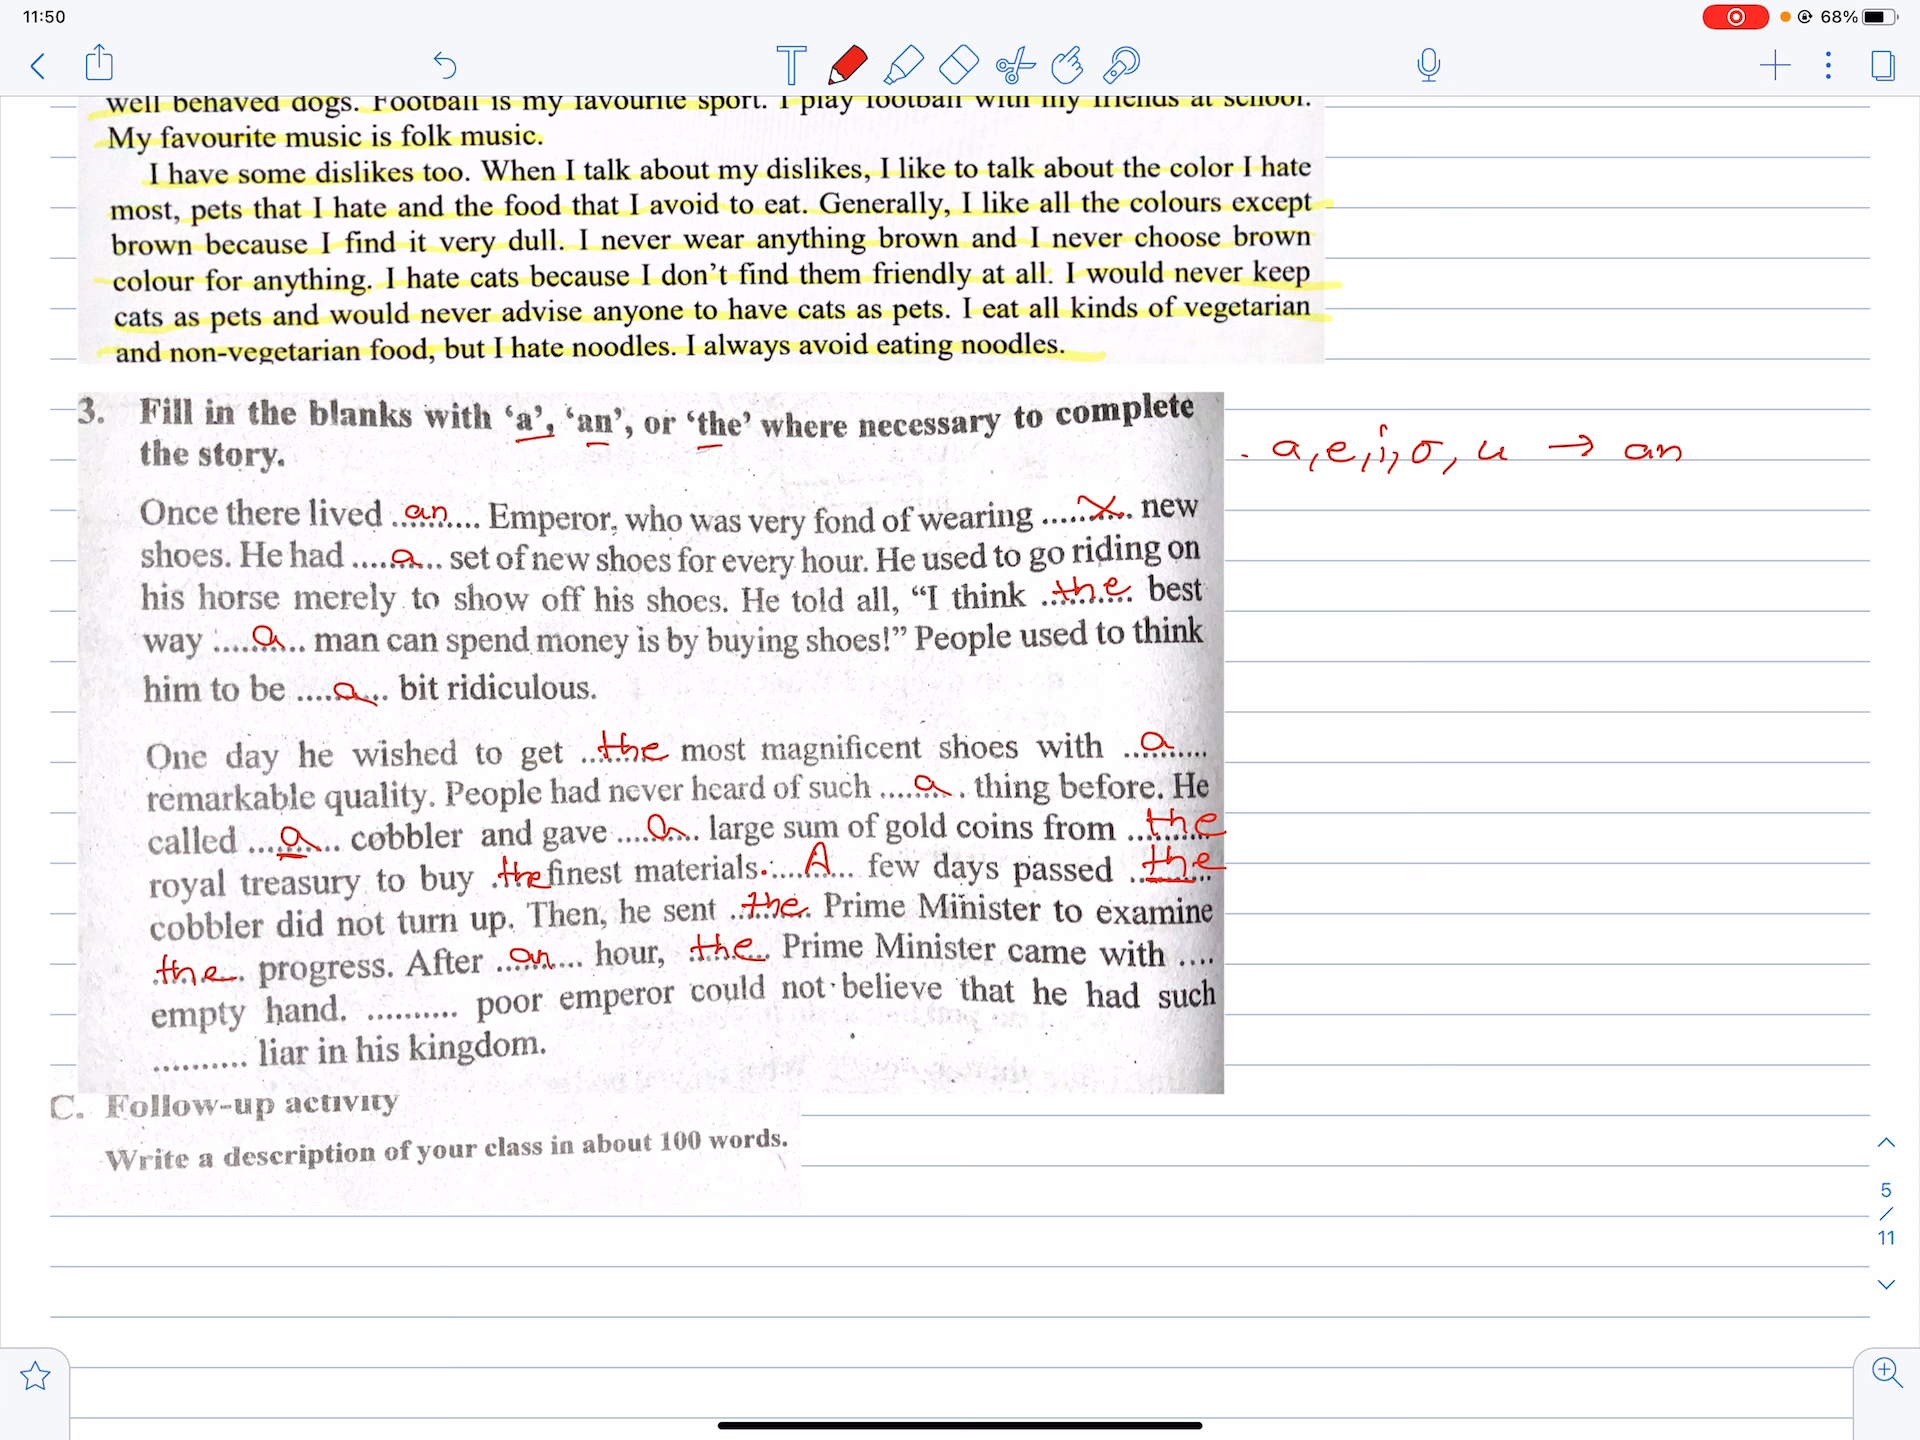 11:50
68%
well behaved dogs. Football is my favourite sport. I play football with my friends at school.
My favourite music is folk music.
I have some dislikes too. When I talk about my dislikes, I like to talk about the color I hate
most, pets that I hate and the food that I avoid to eat. Generally, I like all the colours except
brown because I find it very dull. I never wear anything brown and I never choose brown
colour for anything. I hate cats because I don't find them friendly at all. I would never keep
cats as pets and would never advise anyone to have cats as pets. I eat all kinds of vegetarian
and non-vegetarian food, but I hate noodles. I always avoid eating noodles.
3. Fill in the blanks with ‘a’, ‘an’, or ‘the’ where necessary to complete
the story.
a, e, i, o, u → an
Once there lived ...an... Emperor, who was very fond of wearing ......x.. new
shoes. He had ....a... set of new shoes for every hour. He used to go riding on
his horse merely to show off his shoes. He told all, “I think ..the.. best
way ....a... man can spend money is by buying shoes!” People used to think
him to be ....a... bit ridiculous.
One day he wished to get ..the.. most magnificent shoes with ..a.....
remarkable quality. People had never heard of such ....a.. thing before. He
called ...a... cobbler and gave ....a... large sum of gold coins from ..the
royal treasury to buy .the finest materials. ....A... few days passed ..the
cobbler did not turn up. Then, he sent ..the.. Prime Minister to examine
the.. progress. After ...an... hour, .the.. Prime Minister came with ....
empty hand. .......... poor emperor could not believe that he had such
.......... liar in his kingdom.
C. Follow-up activity
Write a description of your class in about 100 words.
5
/
11